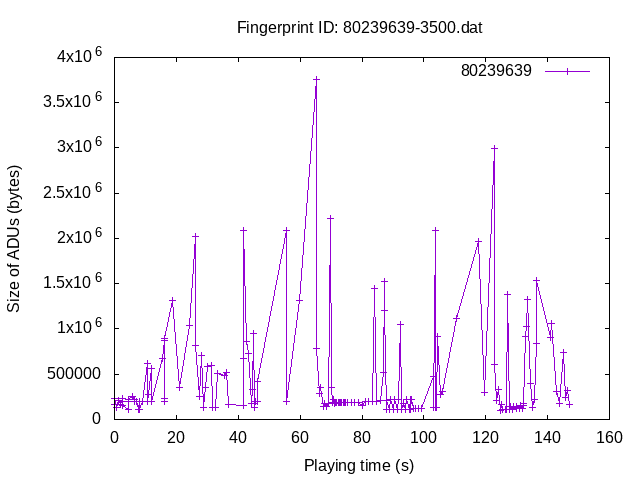 Fingerprint ID: 80239639-3500.dat
80239639
4x10^6
3.5x10^6
3x10^6
2.5x10^6
2x10^6
1.5x10^6
1x10^6
500000
0
0 20 40 60 80 100 120 140 160
Size of ADUs (bytes)
Playing time (s)